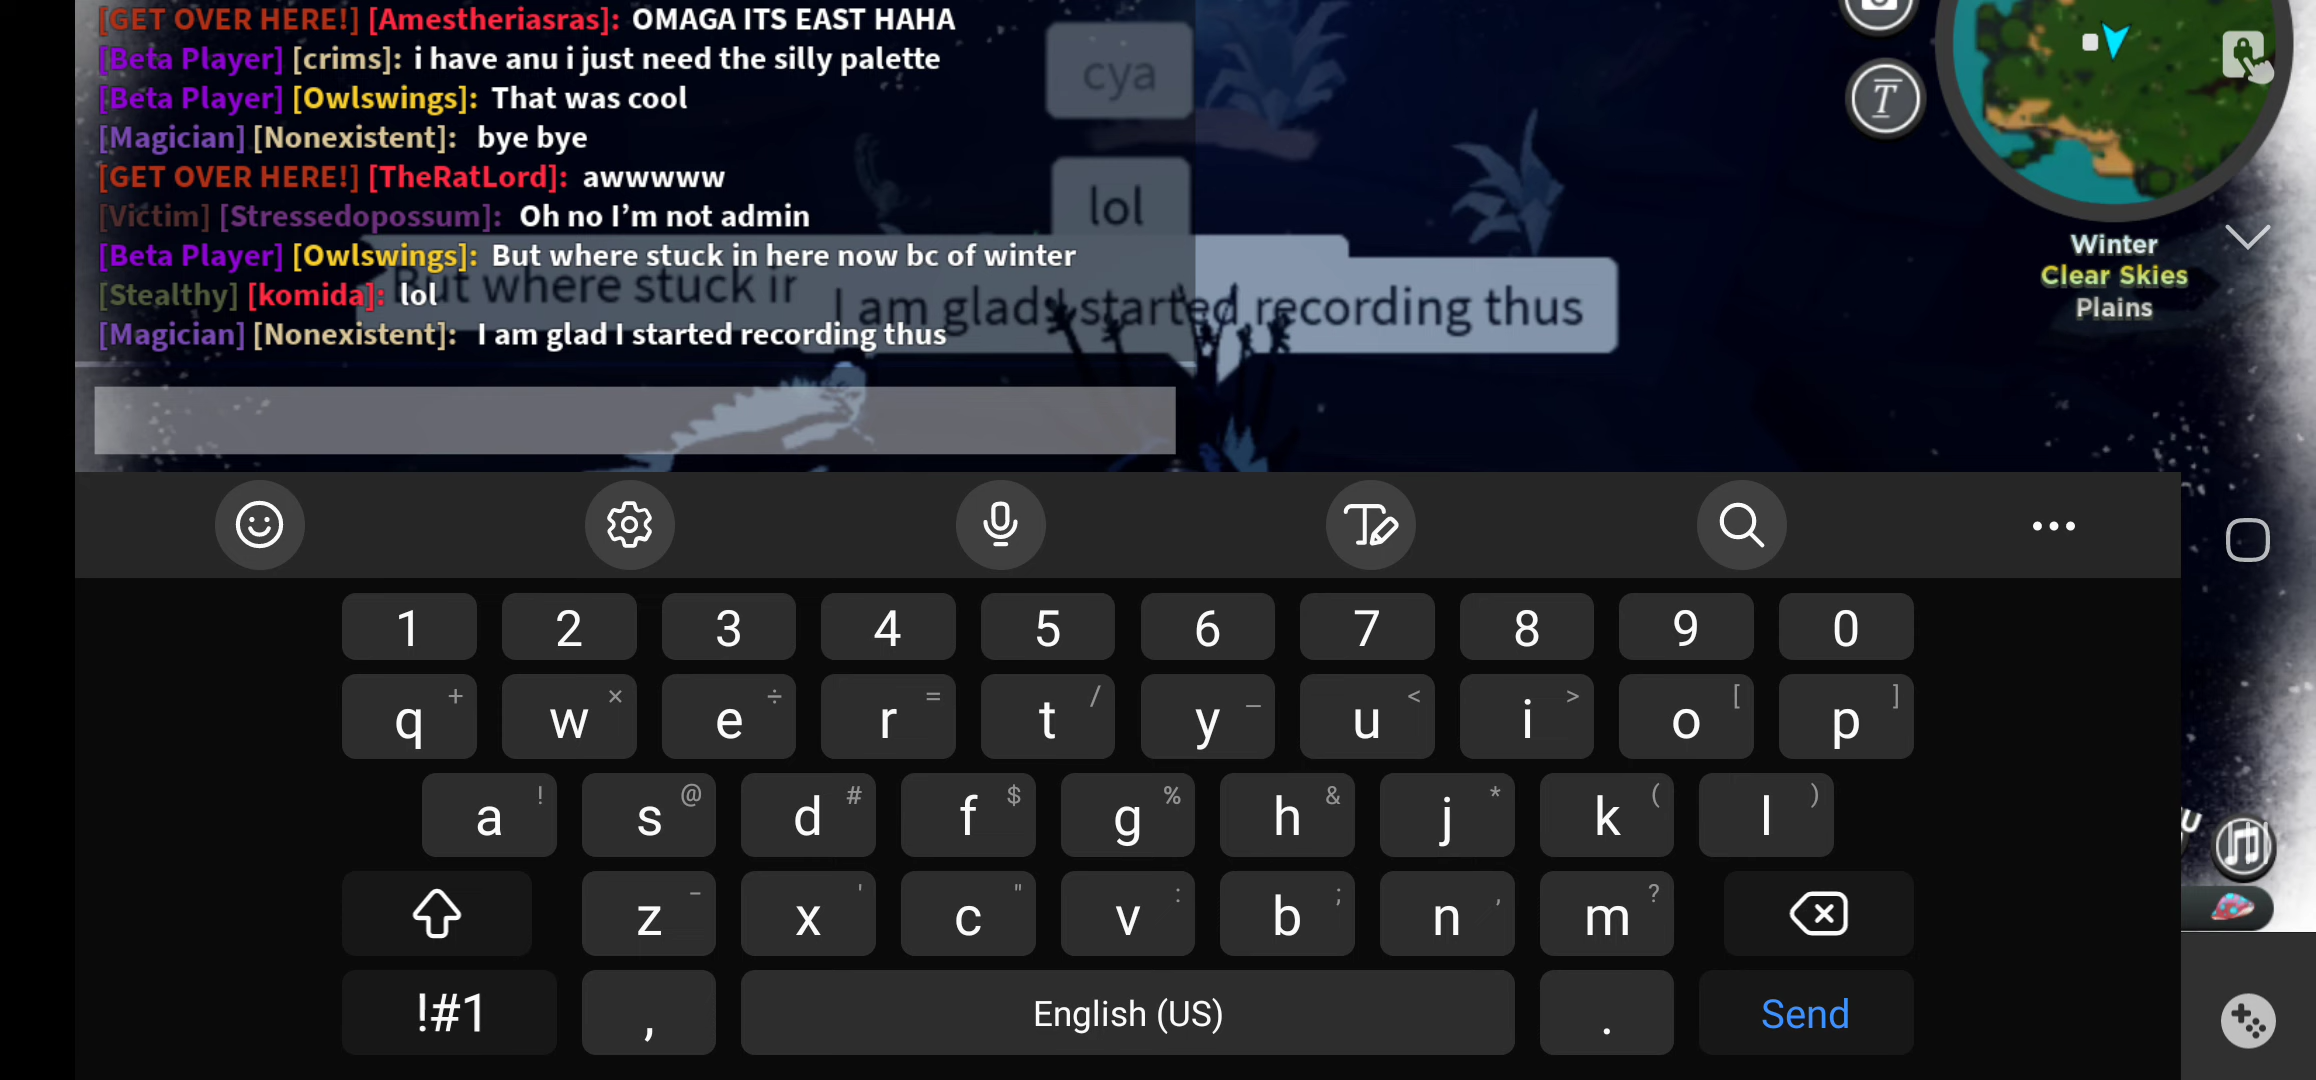 [GET OVER HERE!] [Amestheriasras]: OMAGA ITS EAST HAHA
[Beta Player] [crims]: i have anu i just need the silly palette
[Beta Player] [Owlswings]: That was cool
[Magician] [Nonexistent]: bye bye
[GET OVER HERE!] [TheRatLord]: awwwww
[Victim] [Stressedopossum]: Oh no I’m not admin
[Beta Player] [Owlswings]: But where stuck in here now bc of winter
[Stealthy] [komida]: lol
[Magician] [Nonexistent]: I am glad I started recording thus
cya
lol
But where stuck in
I am glad I started recording thus
T
Winter
Clear Skies
Plains
1 2 3 4 5 6 7 8 9 0
+ × ÷ = / _ < > [ ]
q w e r t y u i o p
! @ # $ % & * ( )
a s d f g h j k l
- ' " : ; , ?
z x c v b n m
!#1 , English (US) . Send